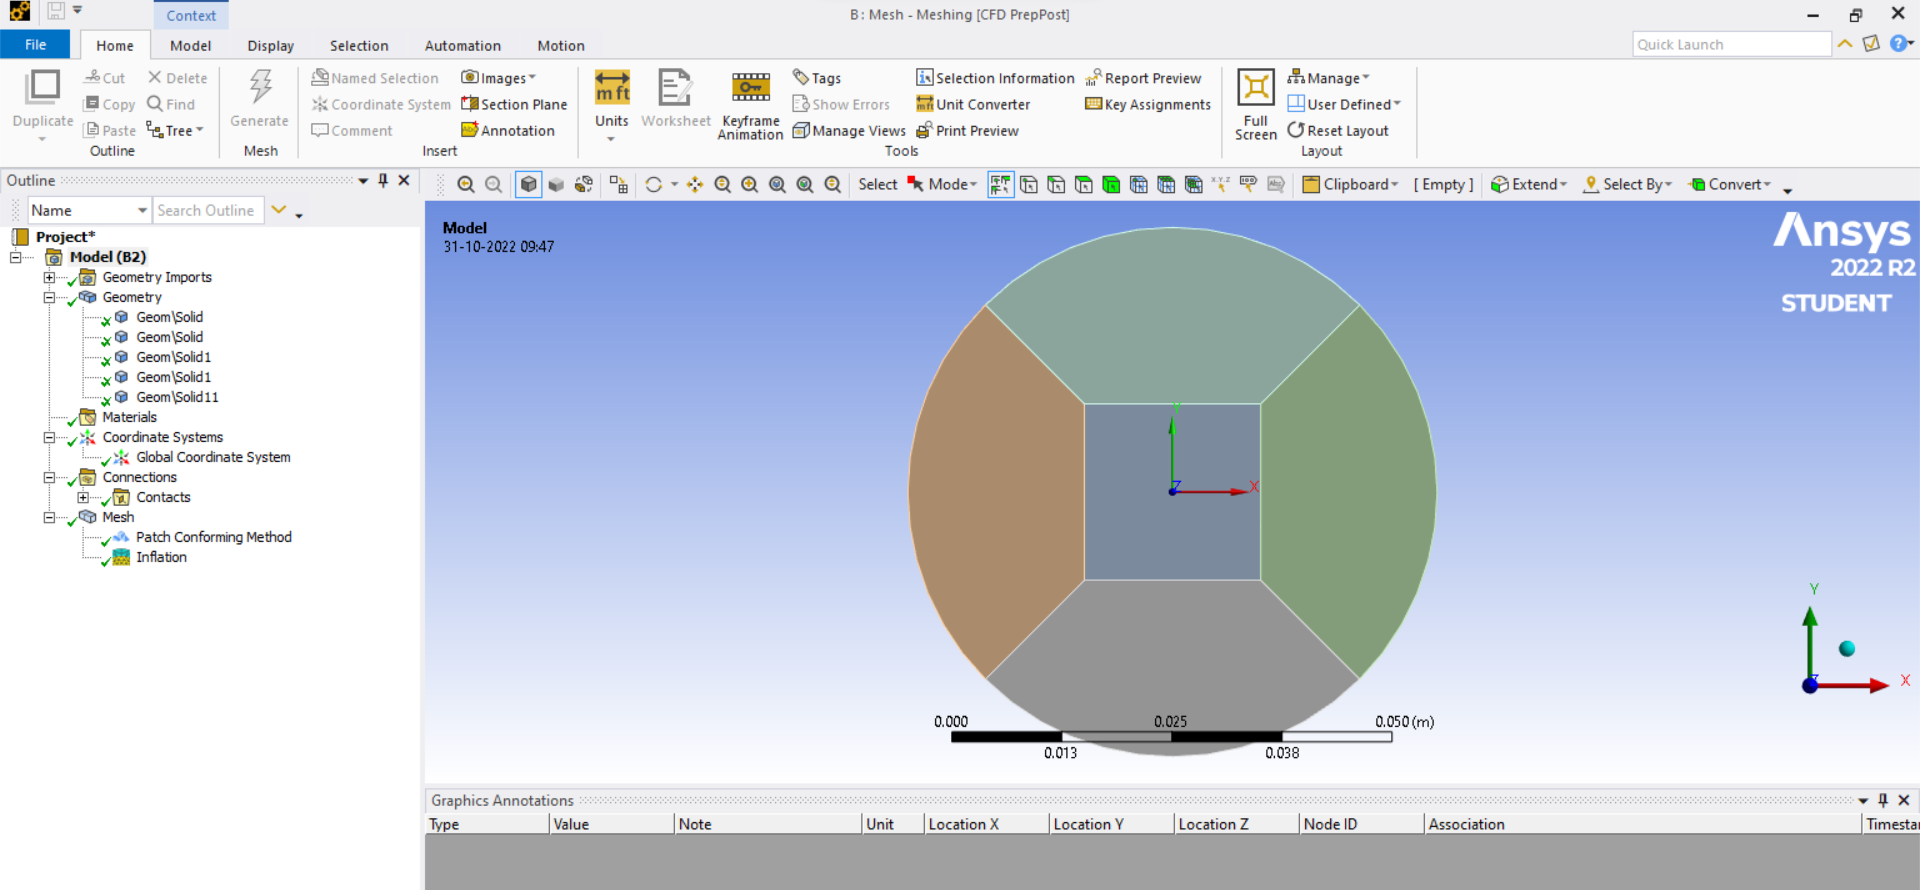 Context
B : Mesh - Meshing [CFD PrepPost]
File Home Model Display Selection Automation Motion
Quick Launch
Duplicate
Cut
Copy
Paste
Delete
Find
Tree
Outline
Generate
Mesh
Named Selection
Coordinate System
Comment
Images
Section Plane
Annotation
Insert
m ft
Units
Worksheet
Keyframe
Animation
Tags
Show Errors
Manage Views
Selection Information
Unit Converter
Print Preview
Report Preview
Key Assignments
Tools
Full
Screen
Manage
User Defined
Reset Layout
Layout
Outline
Name Search Outline
Select Mode Clipboard [ Empty ] Extend Select By Convert
Project*
Model (B2)
Geometry Imports
Geometry
Geom\Solid
Geom\Solid
Geom\Solid1
Geom\Solid1
Geom\Solid11
Materials
Coordinate Systems
Global Coordinate System
Connections
Contacts
Mesh
Patch Conforming Method
Inflation
Model
31-10-2022 09:47
Ansys
2022 R2
STUDENT
Y
Z
X
Y
Z
X
0.000 0.025 0.050 (m)
0.013 0.038
Graphics Annotations
Type Value Note Unit Location X Location Y Location Z Node ID Association Timesta